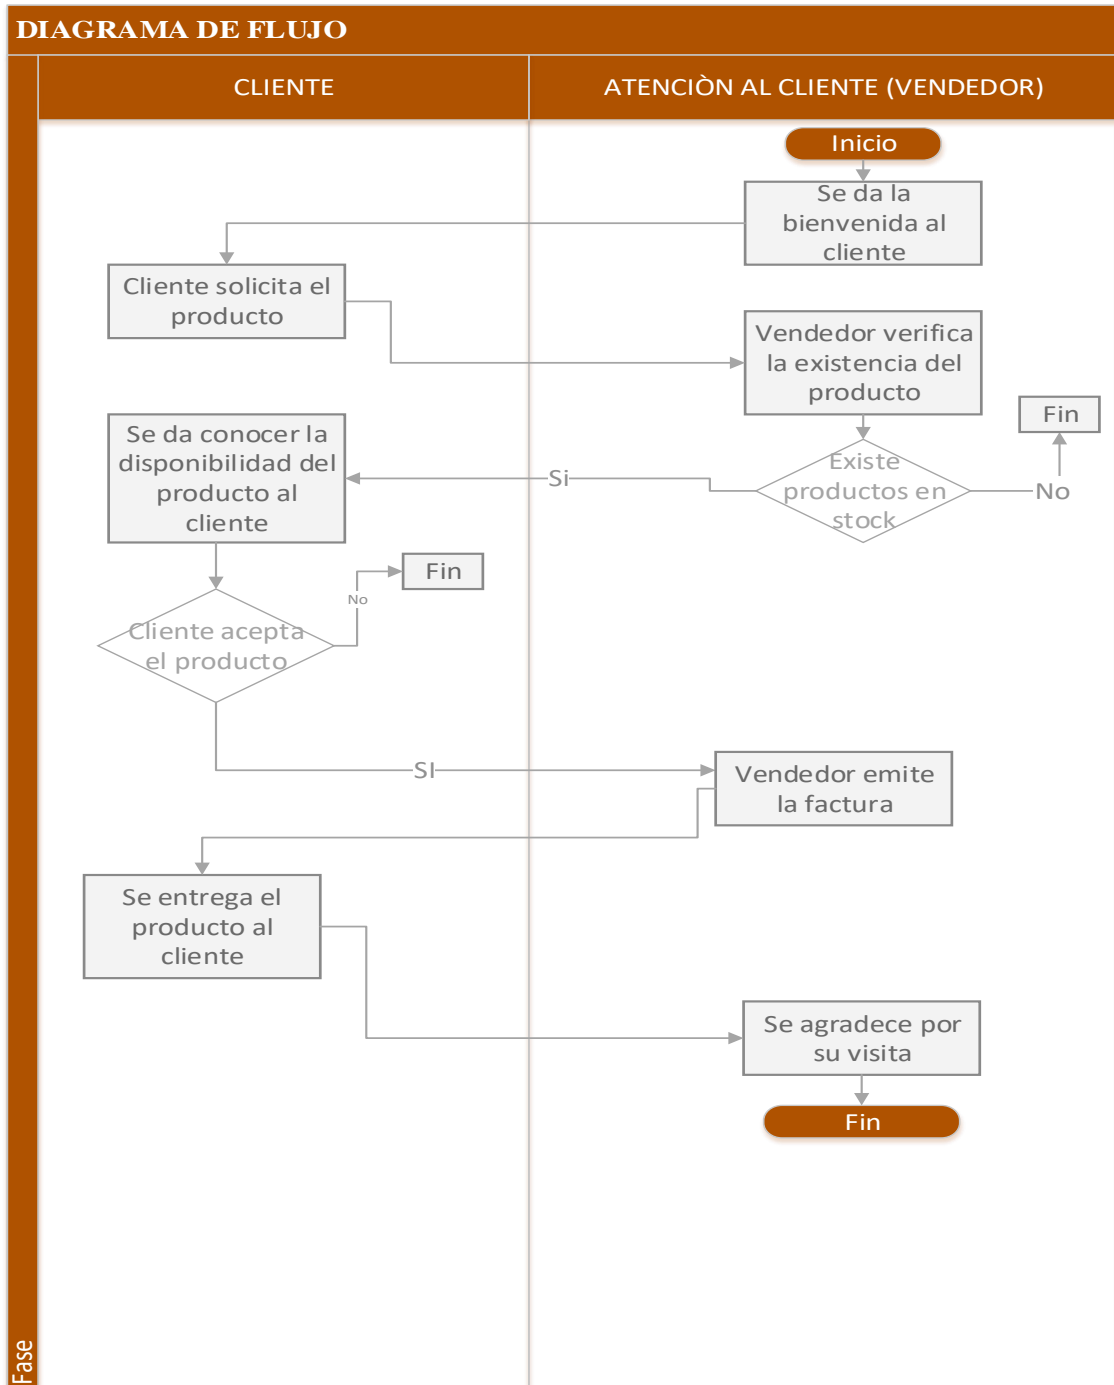 DIAGRAMA DE FLUJO
CLIENTE
ATENCIÒN AL CLIENTE (VENDEDOR)
Inicio
Se da la
bienvenida al
cliente
Cliente solicita el
producto
Vendedor verifica
la existencia del
producto
Fin
Se da conocer la
disponibilidad del
producto al
cliente
Existe
productos en
stock
Si
No
Fin
No
Cliente acepta
el producto
SI
Vendedor emite
la factura
Se entrega el
producto al
cliente
Se agradece por
su visita
Fin
Fase